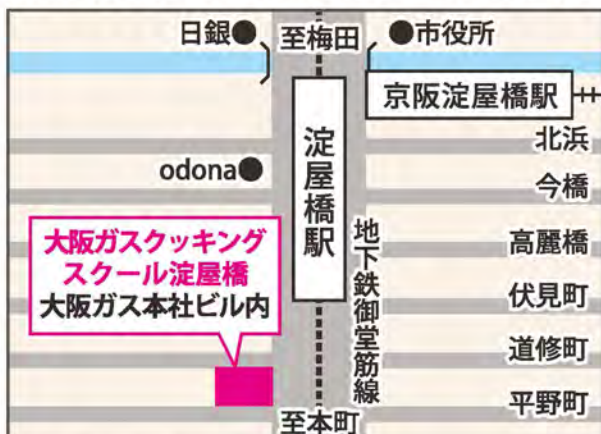 日銀●
至梅田
●市役所
京阪淀屋橋駅
淀屋橋駅
北浜
odona●
今橋
大阪ガスクッキング
スクール淀屋橋
大阪ガス本社ビル内
地下鉄御堂筋線
高麗橋
伏見町
道修町
平野町
至本町